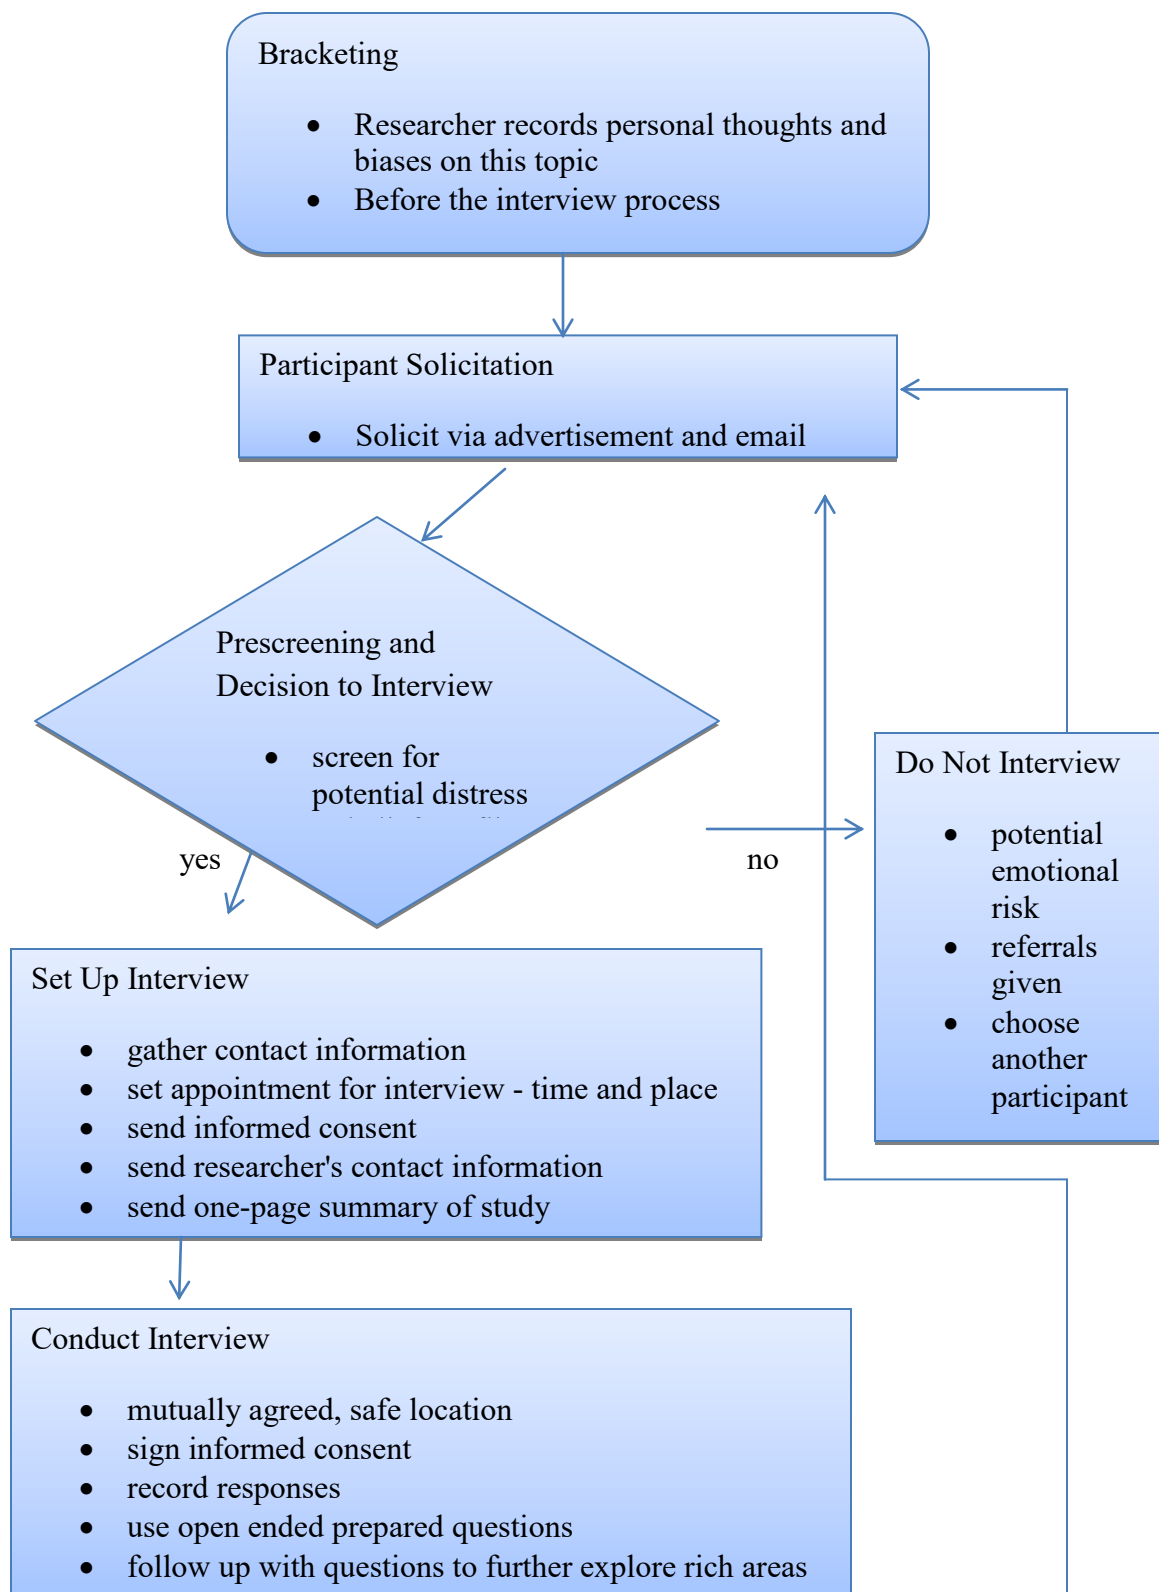 Bracketing
• Researcher records personal thoughts and
biases on this topic
• Before the interview process
Participant Solicitation
• Solicit via advertisement and email
Prescreening and
Decision to Interview
• screen for
potential distress
yes
no
Do Not Interview
• potential
emotional
risk
• referrals
given
• choose
another
participant
Set Up Interview
• gather contact information
• set appointment for interview - time and place
• send informed consent
• send researcher's contact information
• send one-page summary of study
Conduct Interview
• mutually agreed, safe location
• sign informed consent
• record responses
• use open ended prepared questions
• follow up with questions to further explore rich areas